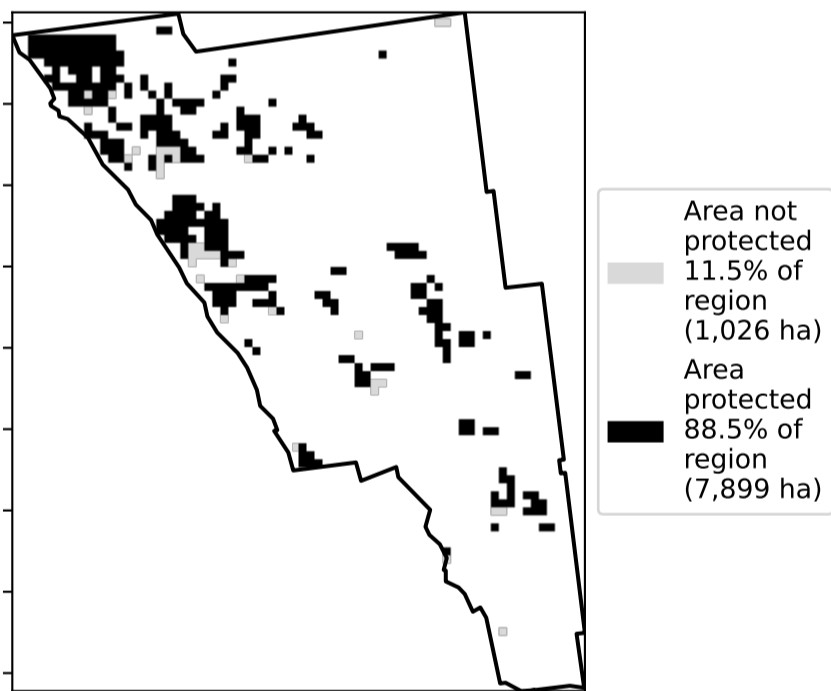 Area not
protected
11.5% of
region
(1,026 ha)
Area
protected
88.5% of
region
(7,899 ha)